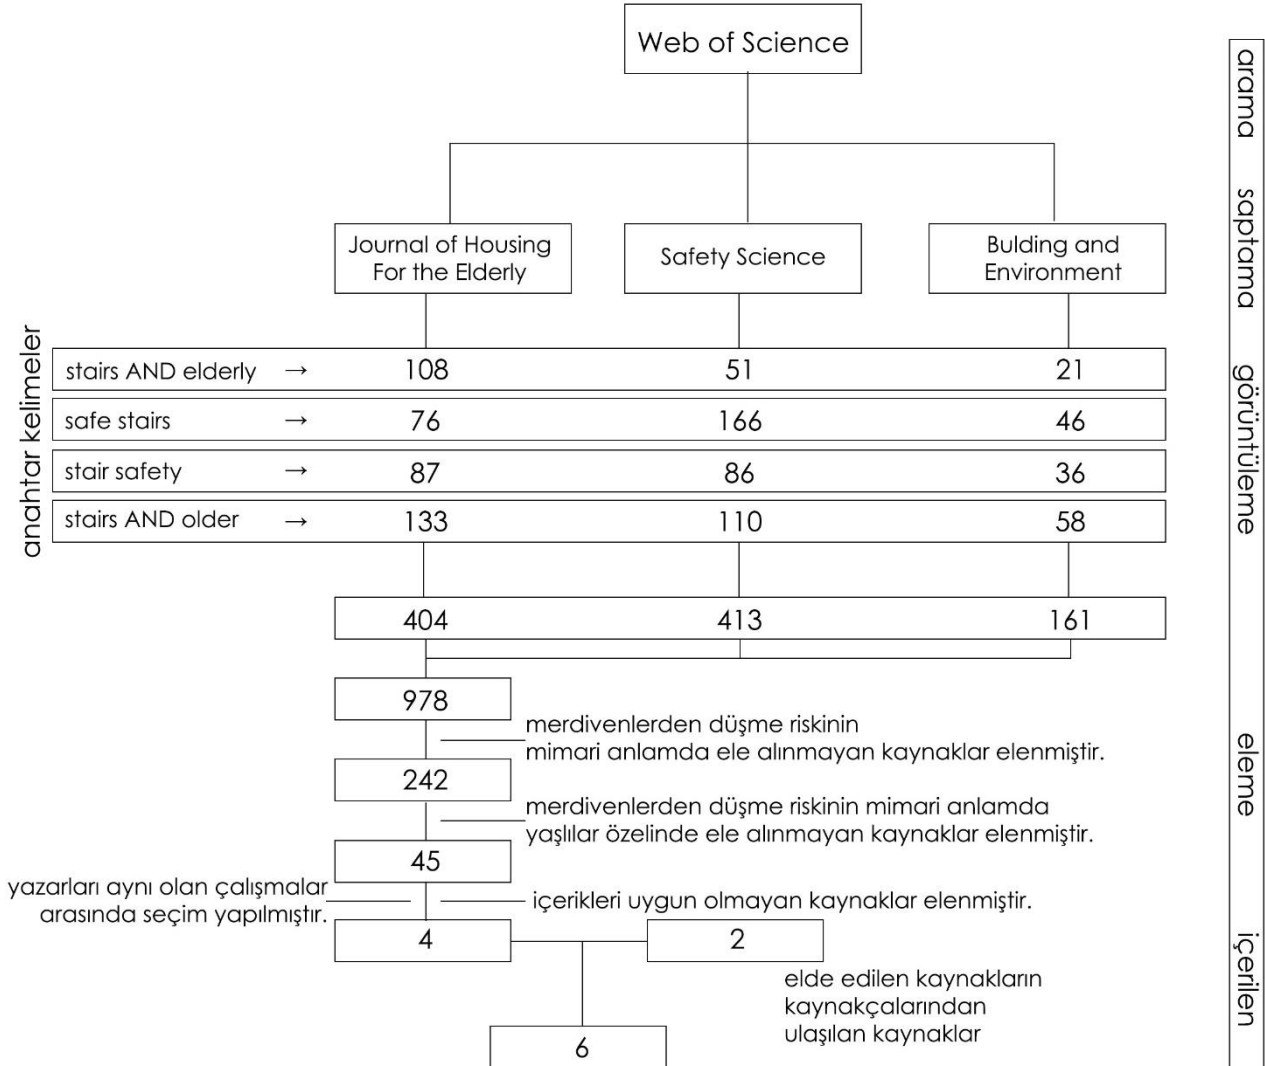 Web of Science
Journal of Housing
For the Elderly
Safety Science
Bulding and
Environment
anahtar kelimeler
stairs AND elderly → 108 51 21
safe stairs → 76 166 46
stair safety → 87 86 36
stairs AND older → 133 110 58
404 413 161
978
merdivenlerden düşme riskinin
mimari anlamda ele alınmayan kaynaklar elenmiştir.
242
merdivenlerden düşme riskinin mimari anlamda
yaşlılar özelinde ele alınmayan kaynaklar elenmiştir.
45
yazarları aynı olan çalışmalar
arasında seçim yapılmıştır.
içerikleri uygun olmayan kaynaklar elenmiştir.
4
2
elde edilen kaynakların
kaynakçalarından
ulaşılan kaynaklar
6
arama
saptama
görüntüleme
eleme
içerilen